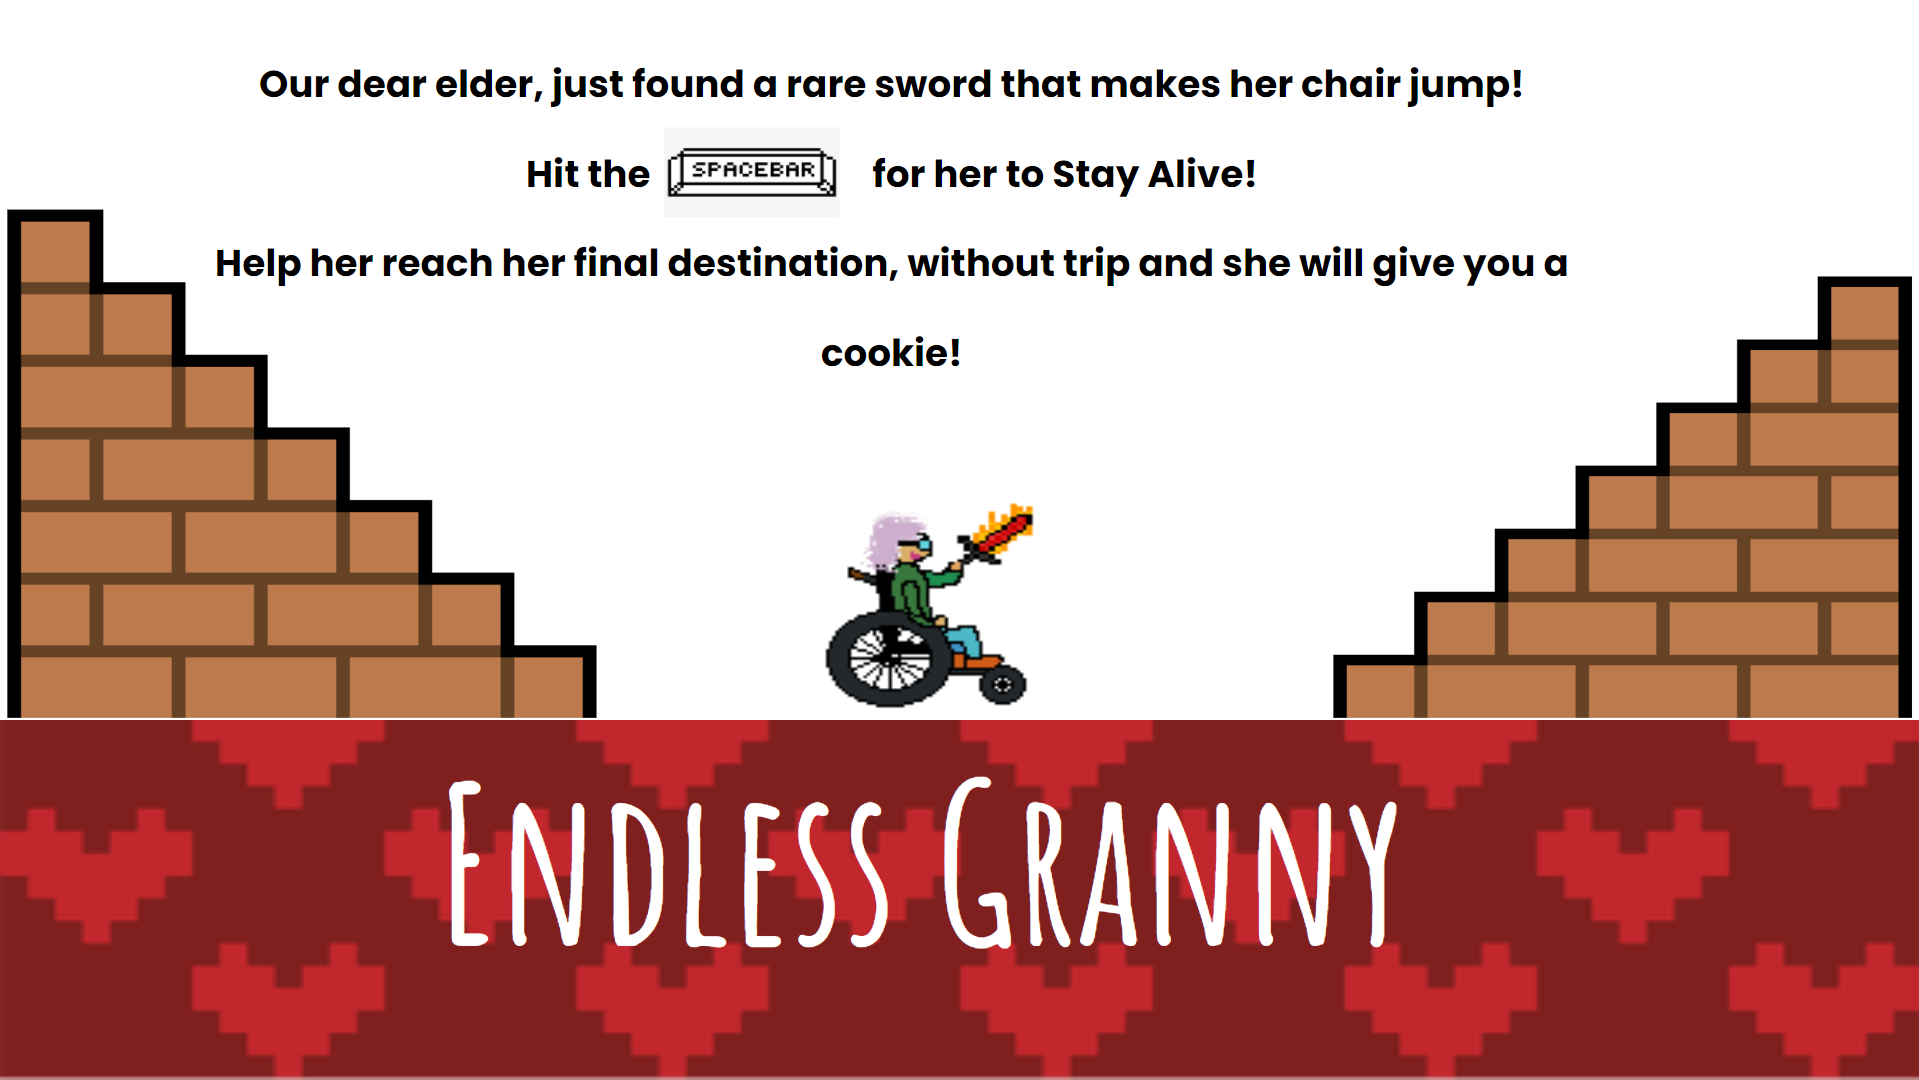 Our dear elder, just found a rare sword that makes her chair jump!
Hit the SPACEBAR for her to Stay Alive!
Help her reach her final destination, without trip and she will give you a
cookie!
ENDLESS GRANNY